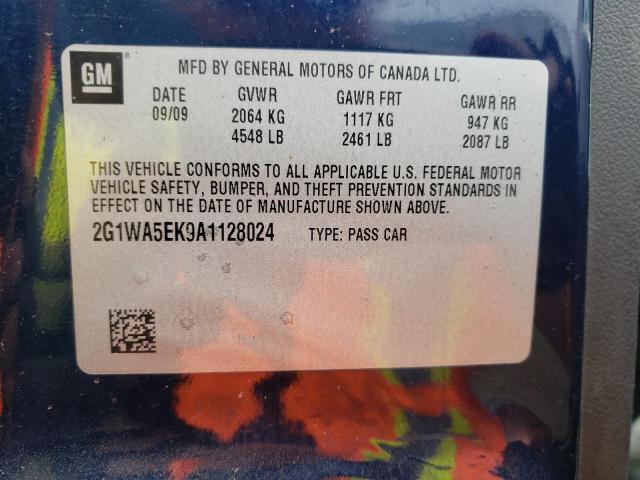 GM ®
MFD BY GENERAL MOTORS OF CANADA LTD.
DATE GVWR GAWR FRT GAWR RR
09/09 2064 KG 1117 KG 947 KG
4548 LB 2461 LB 2087 LB
THIS VEHICLE CONFORMS TO ALL APPLICABLE U.S. FEDERAL MOTOR
VEHICLE SAFETY, BUMPER, AND THEFT PREVENTION STANDARDS IN
EFFECT ON THE DATE OF MANUFACTURE SHOWN ABOVE.
2G1WA5EK9A1128024 TYPE: PASS CAR